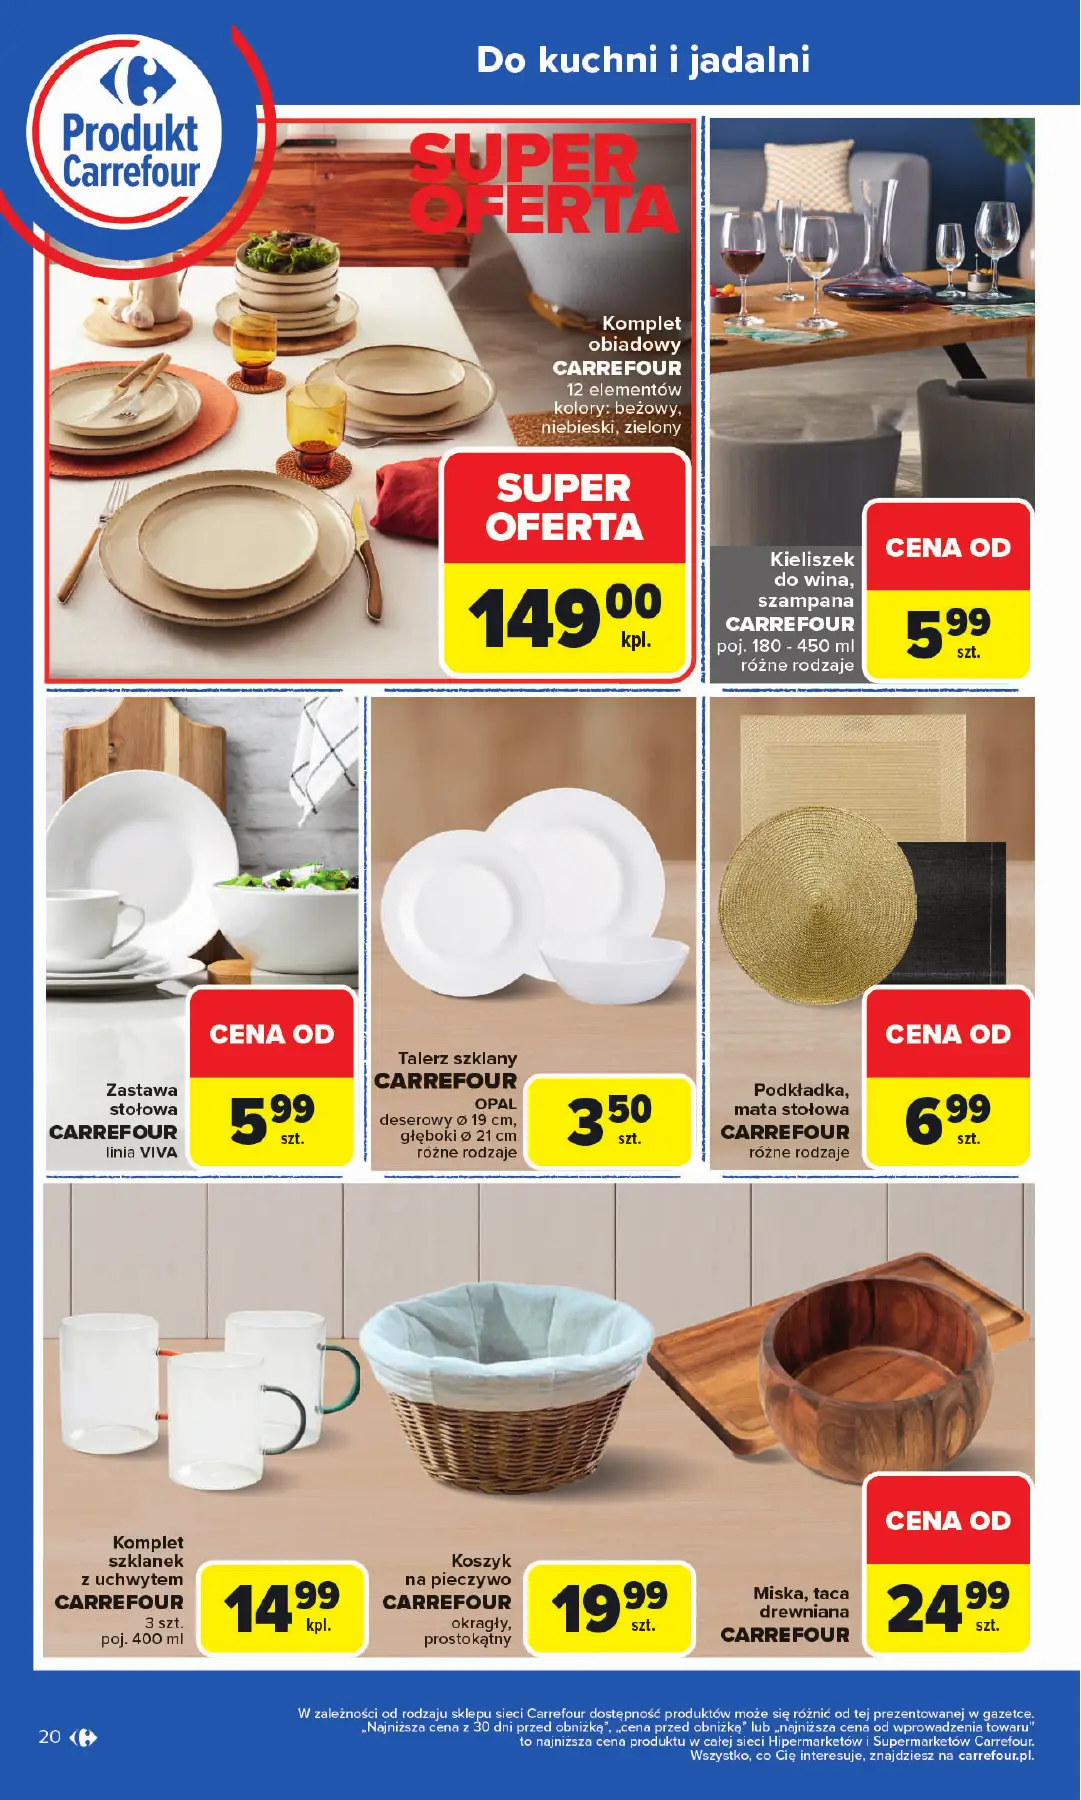 Do kuchni i jadalni
Produkt
Carrefour
SUPER
OFERTA
Komplet
obiadowy
CARREFOUR
12 elementów
kolory: beżowy,
niebieski, zielony
SUPER
OFERTA
149 00
kpl.
Kieliszek
do wina,
szampana
CARREFOUR
poj. 180 - 450 ml
różne rodzaje
CENA OD
5 99
szt.
Zastawa
stołowa
CARREFOUR
linia VIVA
CENA OD
5 99
szt.
Talerz szklany
CARREFOUR
OPAL
deserowy ø 19 cm,
głęboki ø 21 cm
różne rodzaje
3 50
szt.
Podkładka,
mata stołowa
CARREFOUR
różne rodzaje
CENA OD
6 99
szt.
Komplet
szklanek
z uchwytem
CARREFOUR
3 szt.
poj. 400 ml
14 99
kpl.
Koszyk
na pieczywo
CARREFOUR
okrągły,
prostokątny
19 99
szt.
Miska, taca
drewniana
CARREFOUR
CENA OD
24 99
szt.
20
W zależności od rodzaju sklepu sieci Carrefour dostępność produktów może się różnić od tej prezentowanej w gazetce.
„Najniższa cena z 30 dni przed obniżką”, „cena przed obniżką” lub „najniższa cena od wprowadzenia towaru”
to najniższa cena produktu w całej sieci Hipermarketów i Supermarketów Carrefour.
Wszystko, co Cię interesuje, znajdziesz na carrefour.pl.